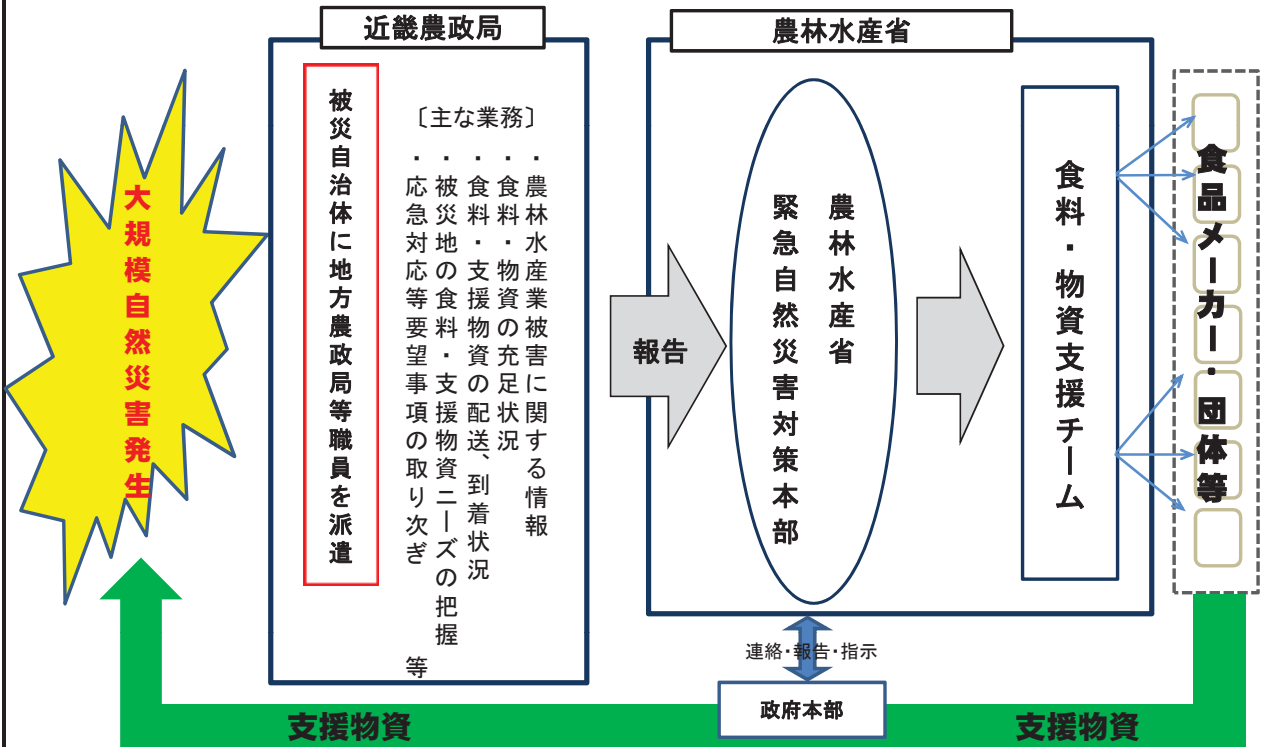 近畿農政局
農林水産省
大規模自然災害発生
被災自治体に地方農政局等職員を派遣
〔主な業務〕
・農林水産業被害に関する情報
・食料・物資の充足状況
・食料・支援物資の配送、到着状況
・被災地の食料・支援物資ニーズの把握
・応急対応等要望事項の取り次ぎ 等
報告
農林水産省
緊急自然災害対策本部
食料・物資支援チーム
食品メーカー・団体等
連絡・報告・指示
政府本部
支援物資
支援物資